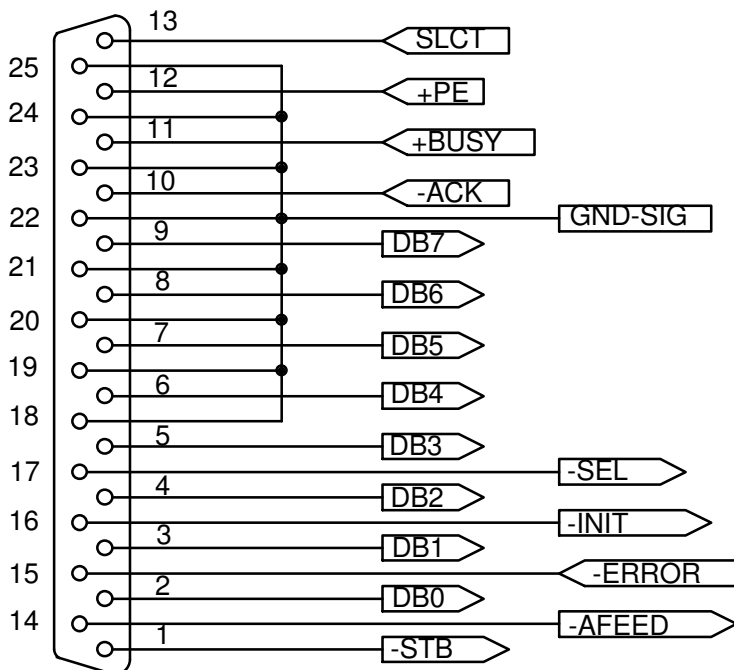 13 SLCT
25
12 +PE
24
11 +BUSY
23
10 -ACK
22 GND-SIG
9 DB7
21
8 DB6
20
7 DB5
19
6 DB4
18
5 DB3
17 -SEL
4 DB2
16 -INIT
3 DB1
15 -ERROR
2 DB0
14 -AFEED
1 -STB